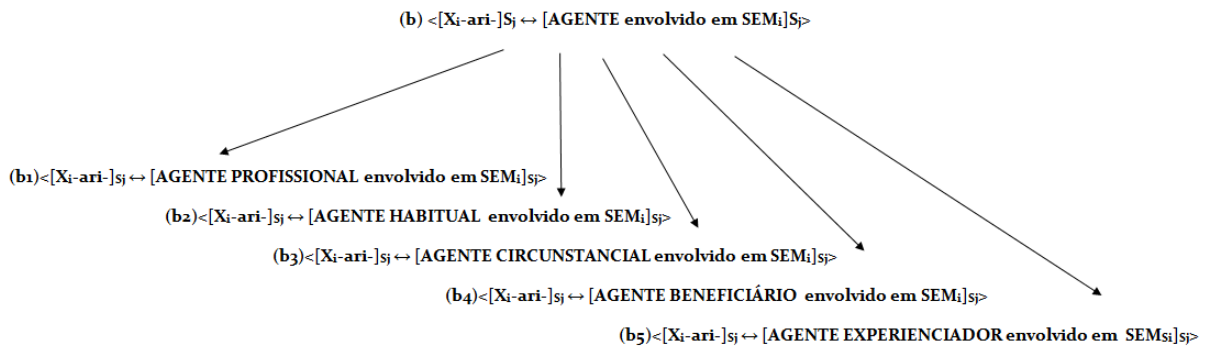 (b) <[Xi-ari-]Sj ↔ [AGENTE envolvido em SEMi]Sj>
(b1)<[Xi-ari-]sj ↔ [AGENTE PROFISSIONAL envolvido em SEMi]sj>
(b2)<[Xi-ari-]sj ↔ [AGENTE HABITUAL envolvido em SEMi]sj>
(b3)<[Xi-ari-]sj ↔ [AGENTE CIRCUNSTANCIAL envolvido em SEMi]sj>
(b4)<[Xi-ari-]sj ↔ [AGENTE BENEFICIÁRIO envolvido em SEMi]sj>
(b5)<[Xi-ari-]sj ↔ [AGENTE EXPERIENCIADOR envolvido em SEMsi]sj>